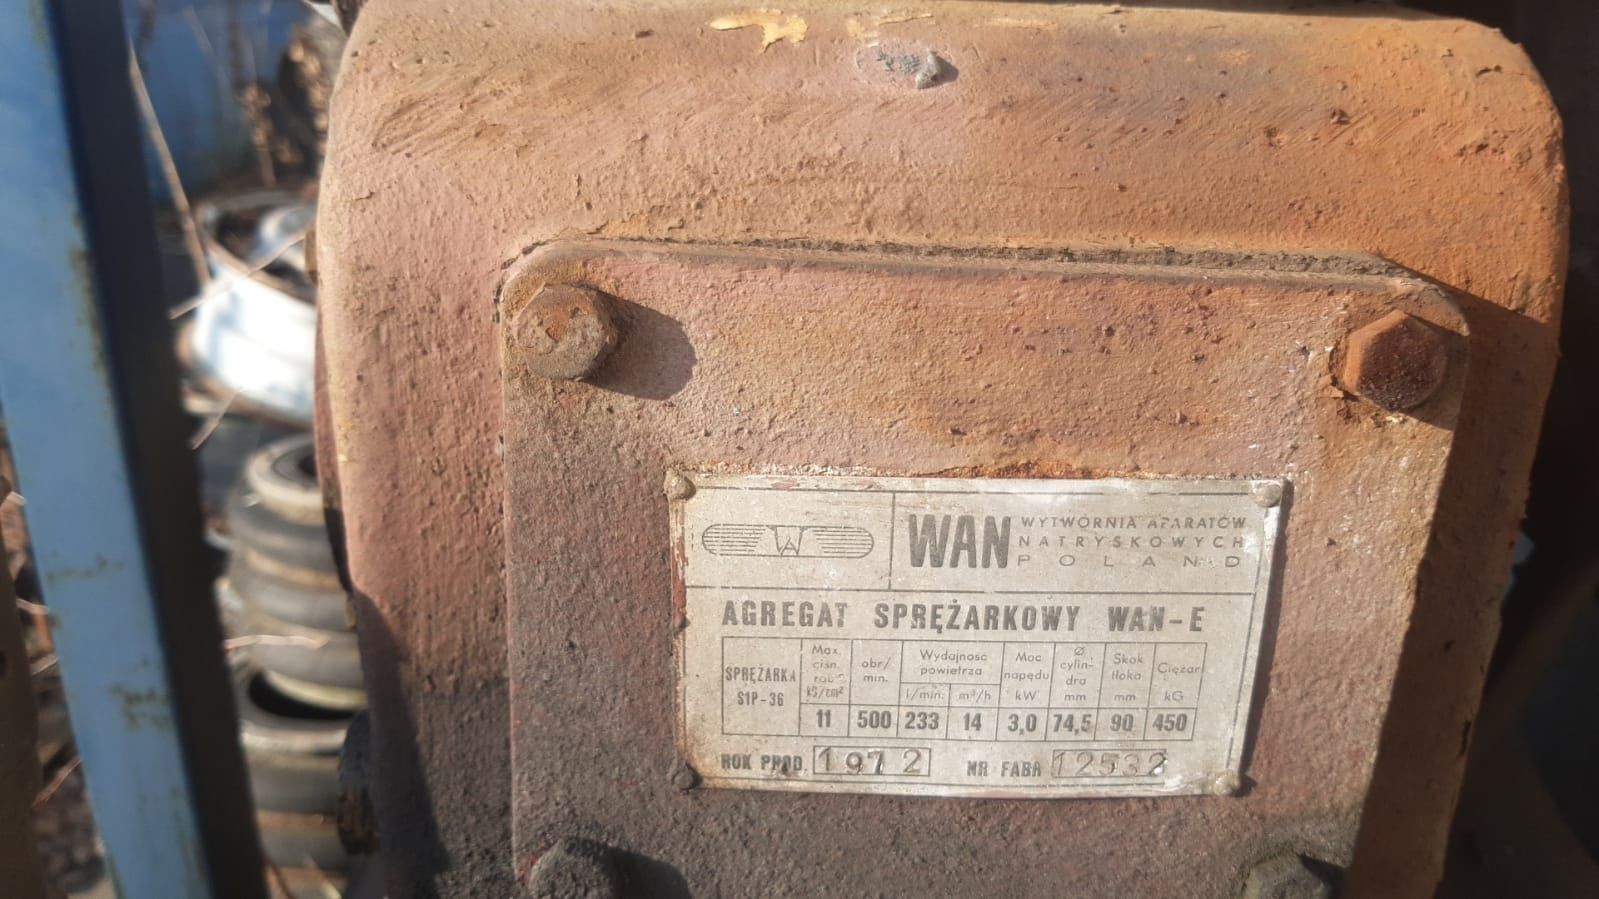 WAN WYTWÓRNIA APARATÓW
NATRYSKOWYCH
POLAND
AGREGAT SPRĘŻARKOWY WAN-E
SPRĘŻARKA
S1P-36
Max
ciśn.
kG/cm²
11
obr/
min.
500
Wydajność
powietrza
l/min.
233
m³/h
14
Moc
napędu
kW
3,0
Ø
cylin-
dra
mm
74,5
Skok
tłoka
mm
90
Ciężar
kG
450
ROK PROD. 1972 NR FABR 12532